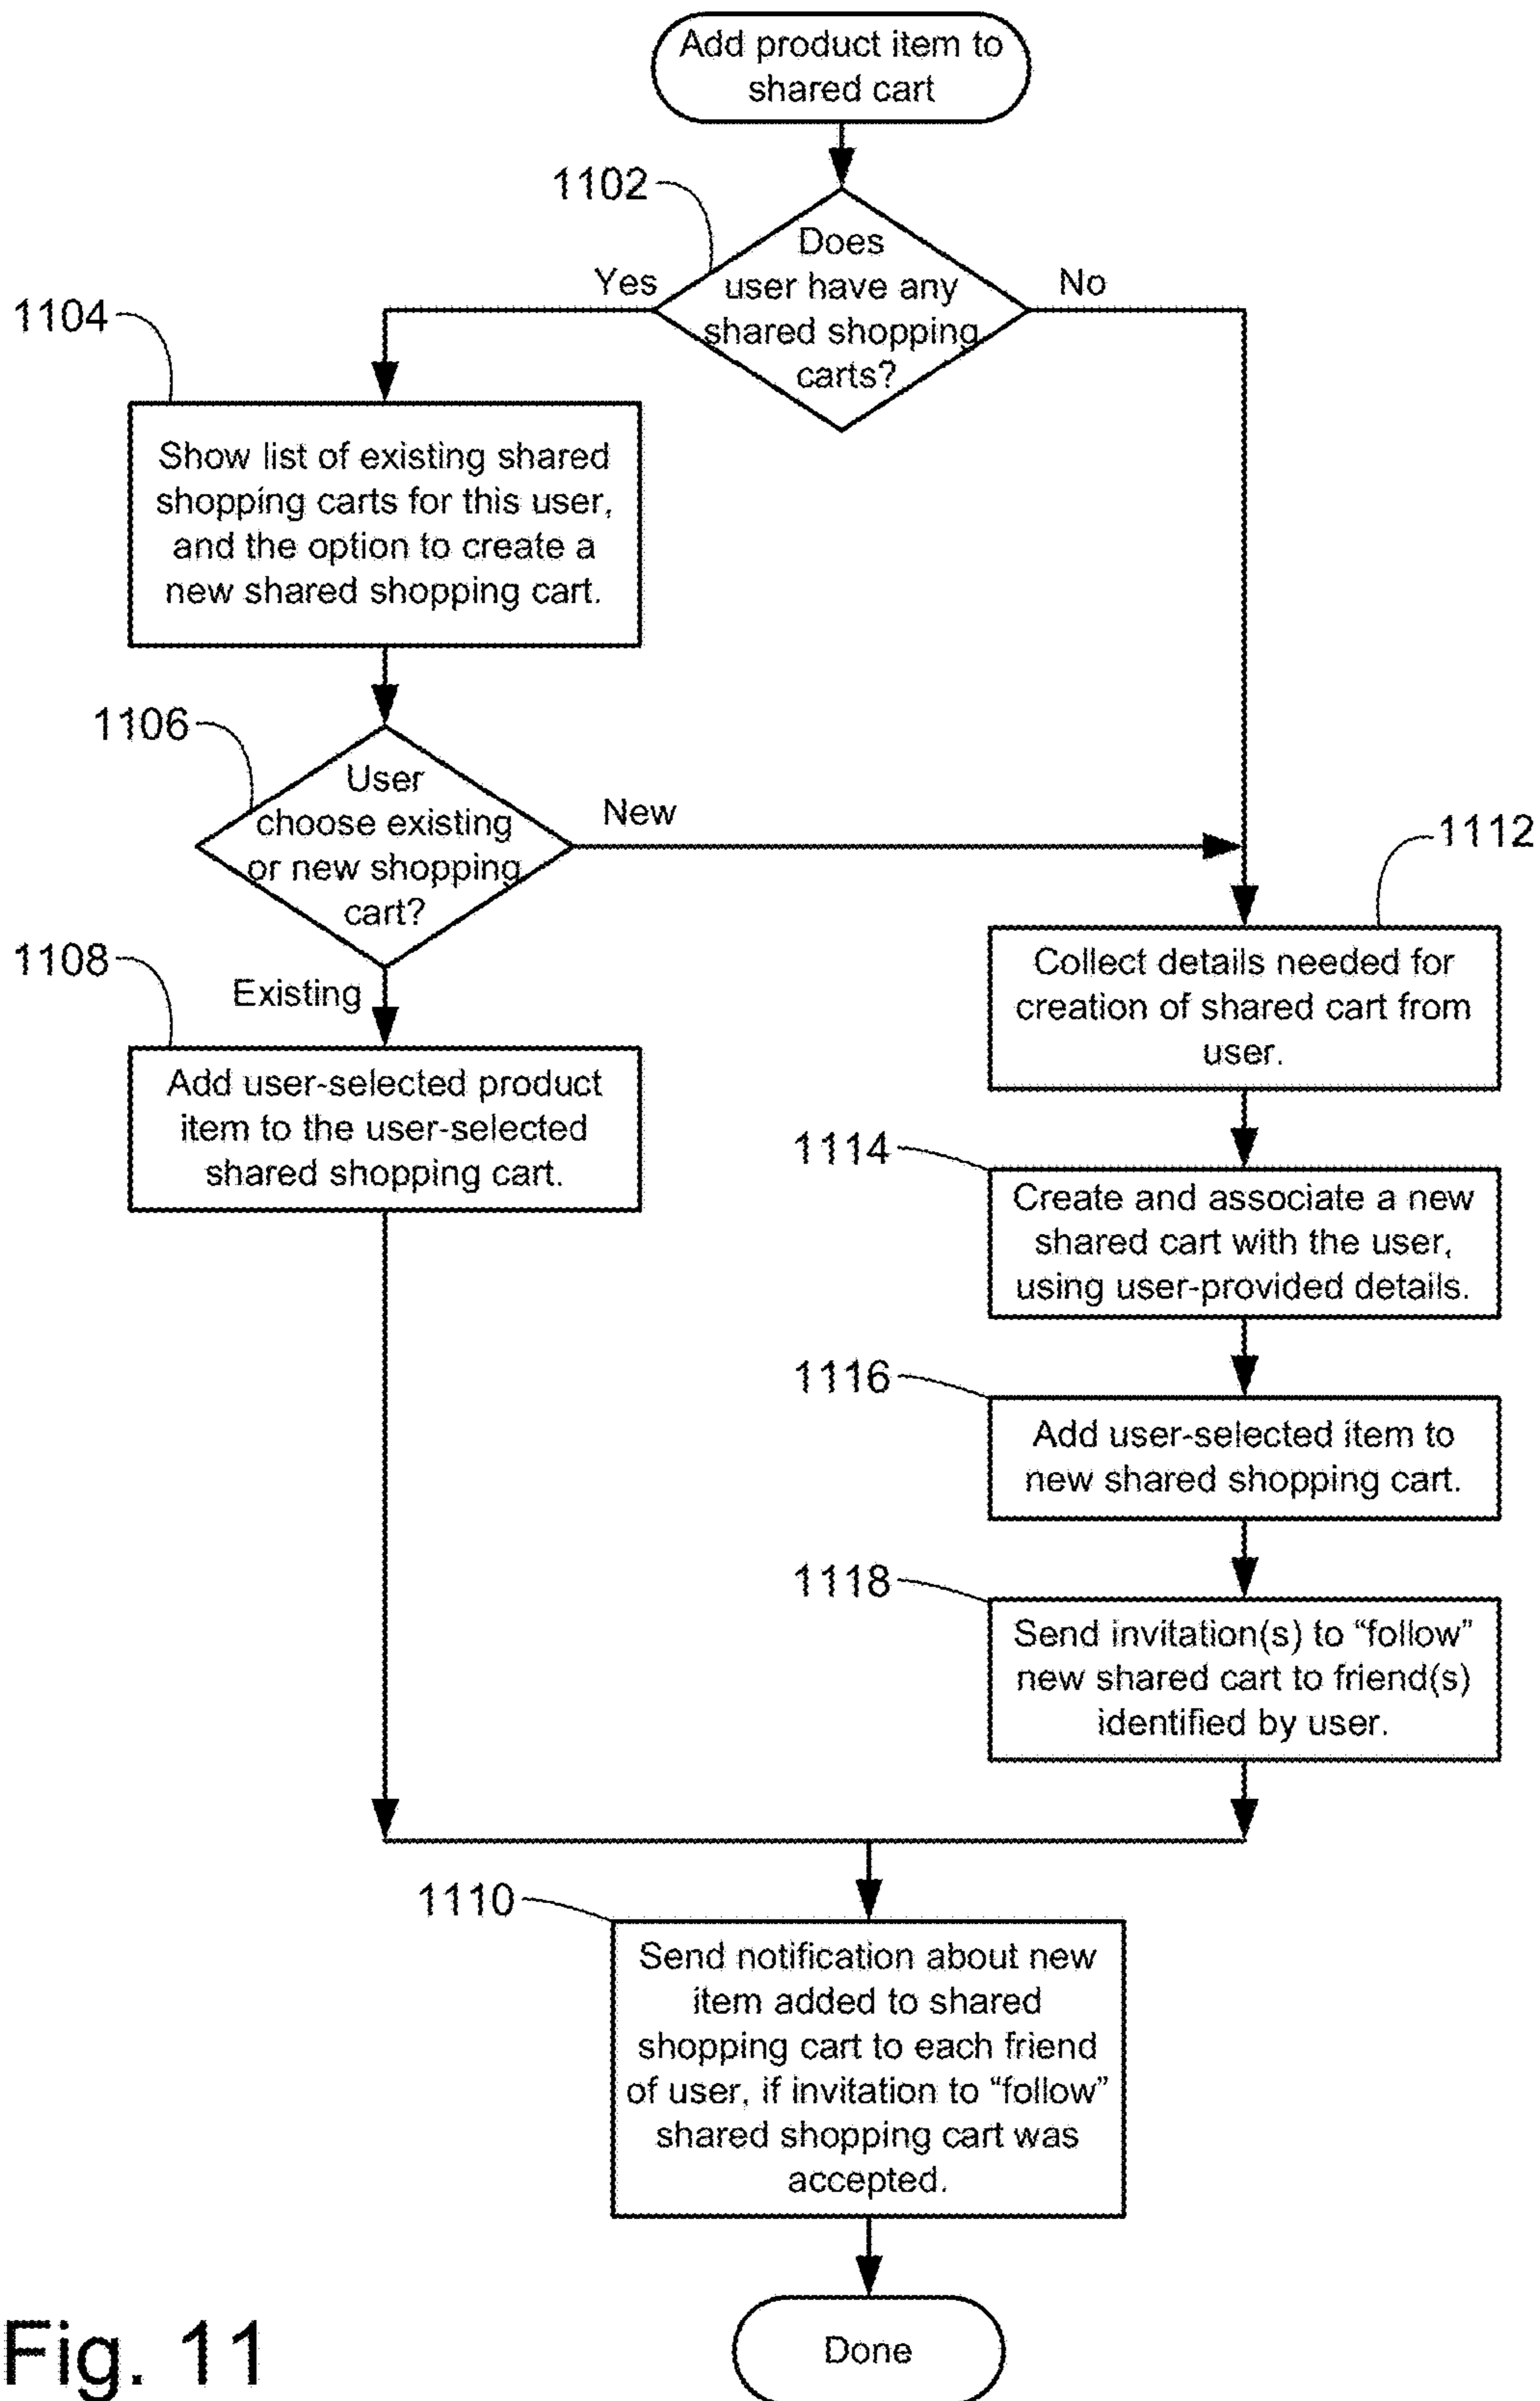 Add product item to
shared cart
1102
Does
user have any
shared shopping
carts?
Yes
No
1104
Show list of existing shared
shopping carts for this user,
and the option to create a
new shared shopping cart.
1106
User
choose existing
or new shopping
cart?
New
Existing
1108
Add user-selected product
item to the user-selected
shared shopping cart.
1112
Collect details needed for
creation of shared cart from
user.
1114
Create and associate a new
shared cart with the user,
using user-provided details.
1116
Add user-selected item to
new shared shopping cart.
1118
Send invitation(s) to “follow”
new shared cart to friend(s)
identified by user.
1110
Send notification about new
item added to shared
shopping cart to each friend
of user, if invitation to “follow”
shared shopping cart was
accepted.
Done
Fig. 11